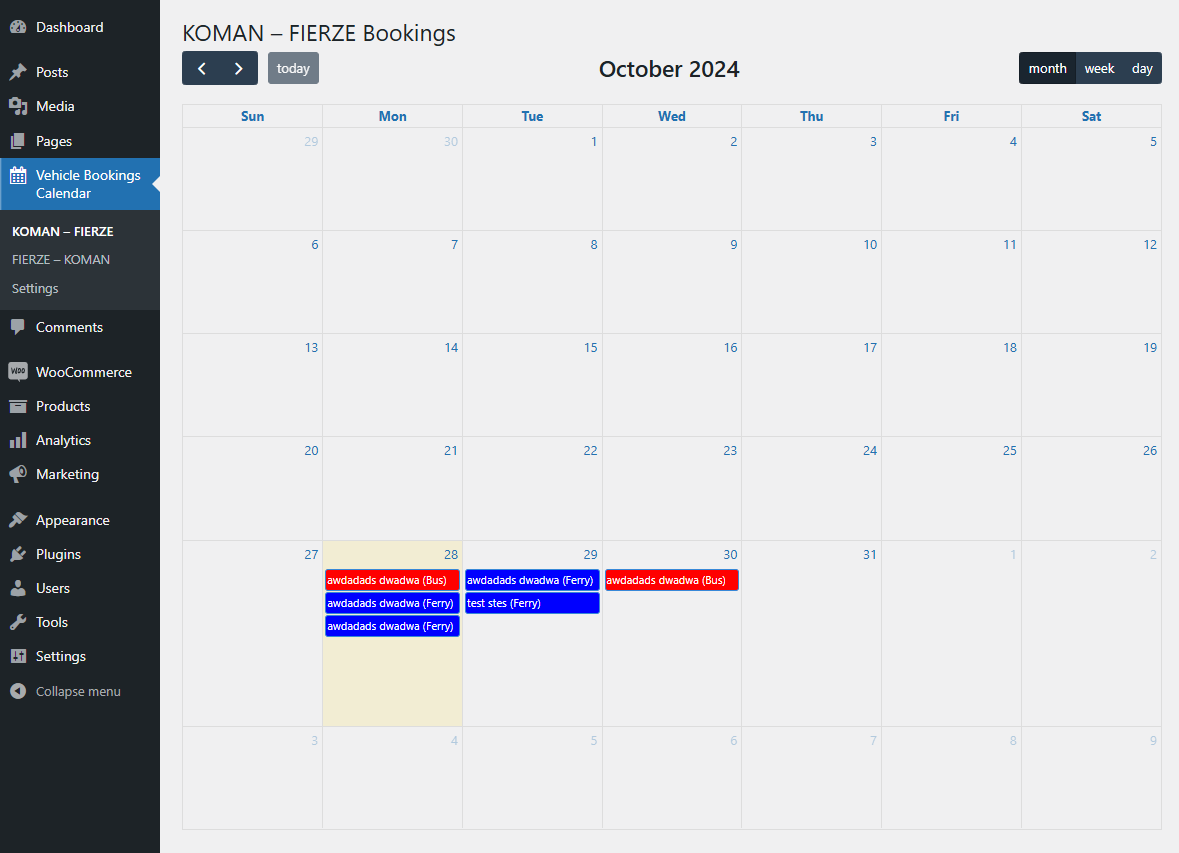 Dashboard
Posts
Media
Pages
Vehicle Bookings
Calendar
KOMAN – FIERZE
FIERZE – KOMAN
Settings
Comments
WOO WooCommerce
Products
Analytics
Marketing
Appearance
Plugins
Users
Tools
Settings
Collapse menu
KOMAN – FIERZE Bookings
today October 2024 month week day
Sun Mon Tue Wed Thu Fri Sat
29 30 1 2 3 4 5
6 7 8 9 10 11 12
13 14 15 16 17 18 19
20 21 22 23 24 25 26
27 28 29 30 31 1 2
awdadads dwadwa (Bus) awdadads dwadwa (Ferry) awdadads dwadwa (Bus)
awdadads dwadwa (Ferry) test stes (Ferry)
awdadads dwadwa (Ferry)
3 4 5 6 7 8 9